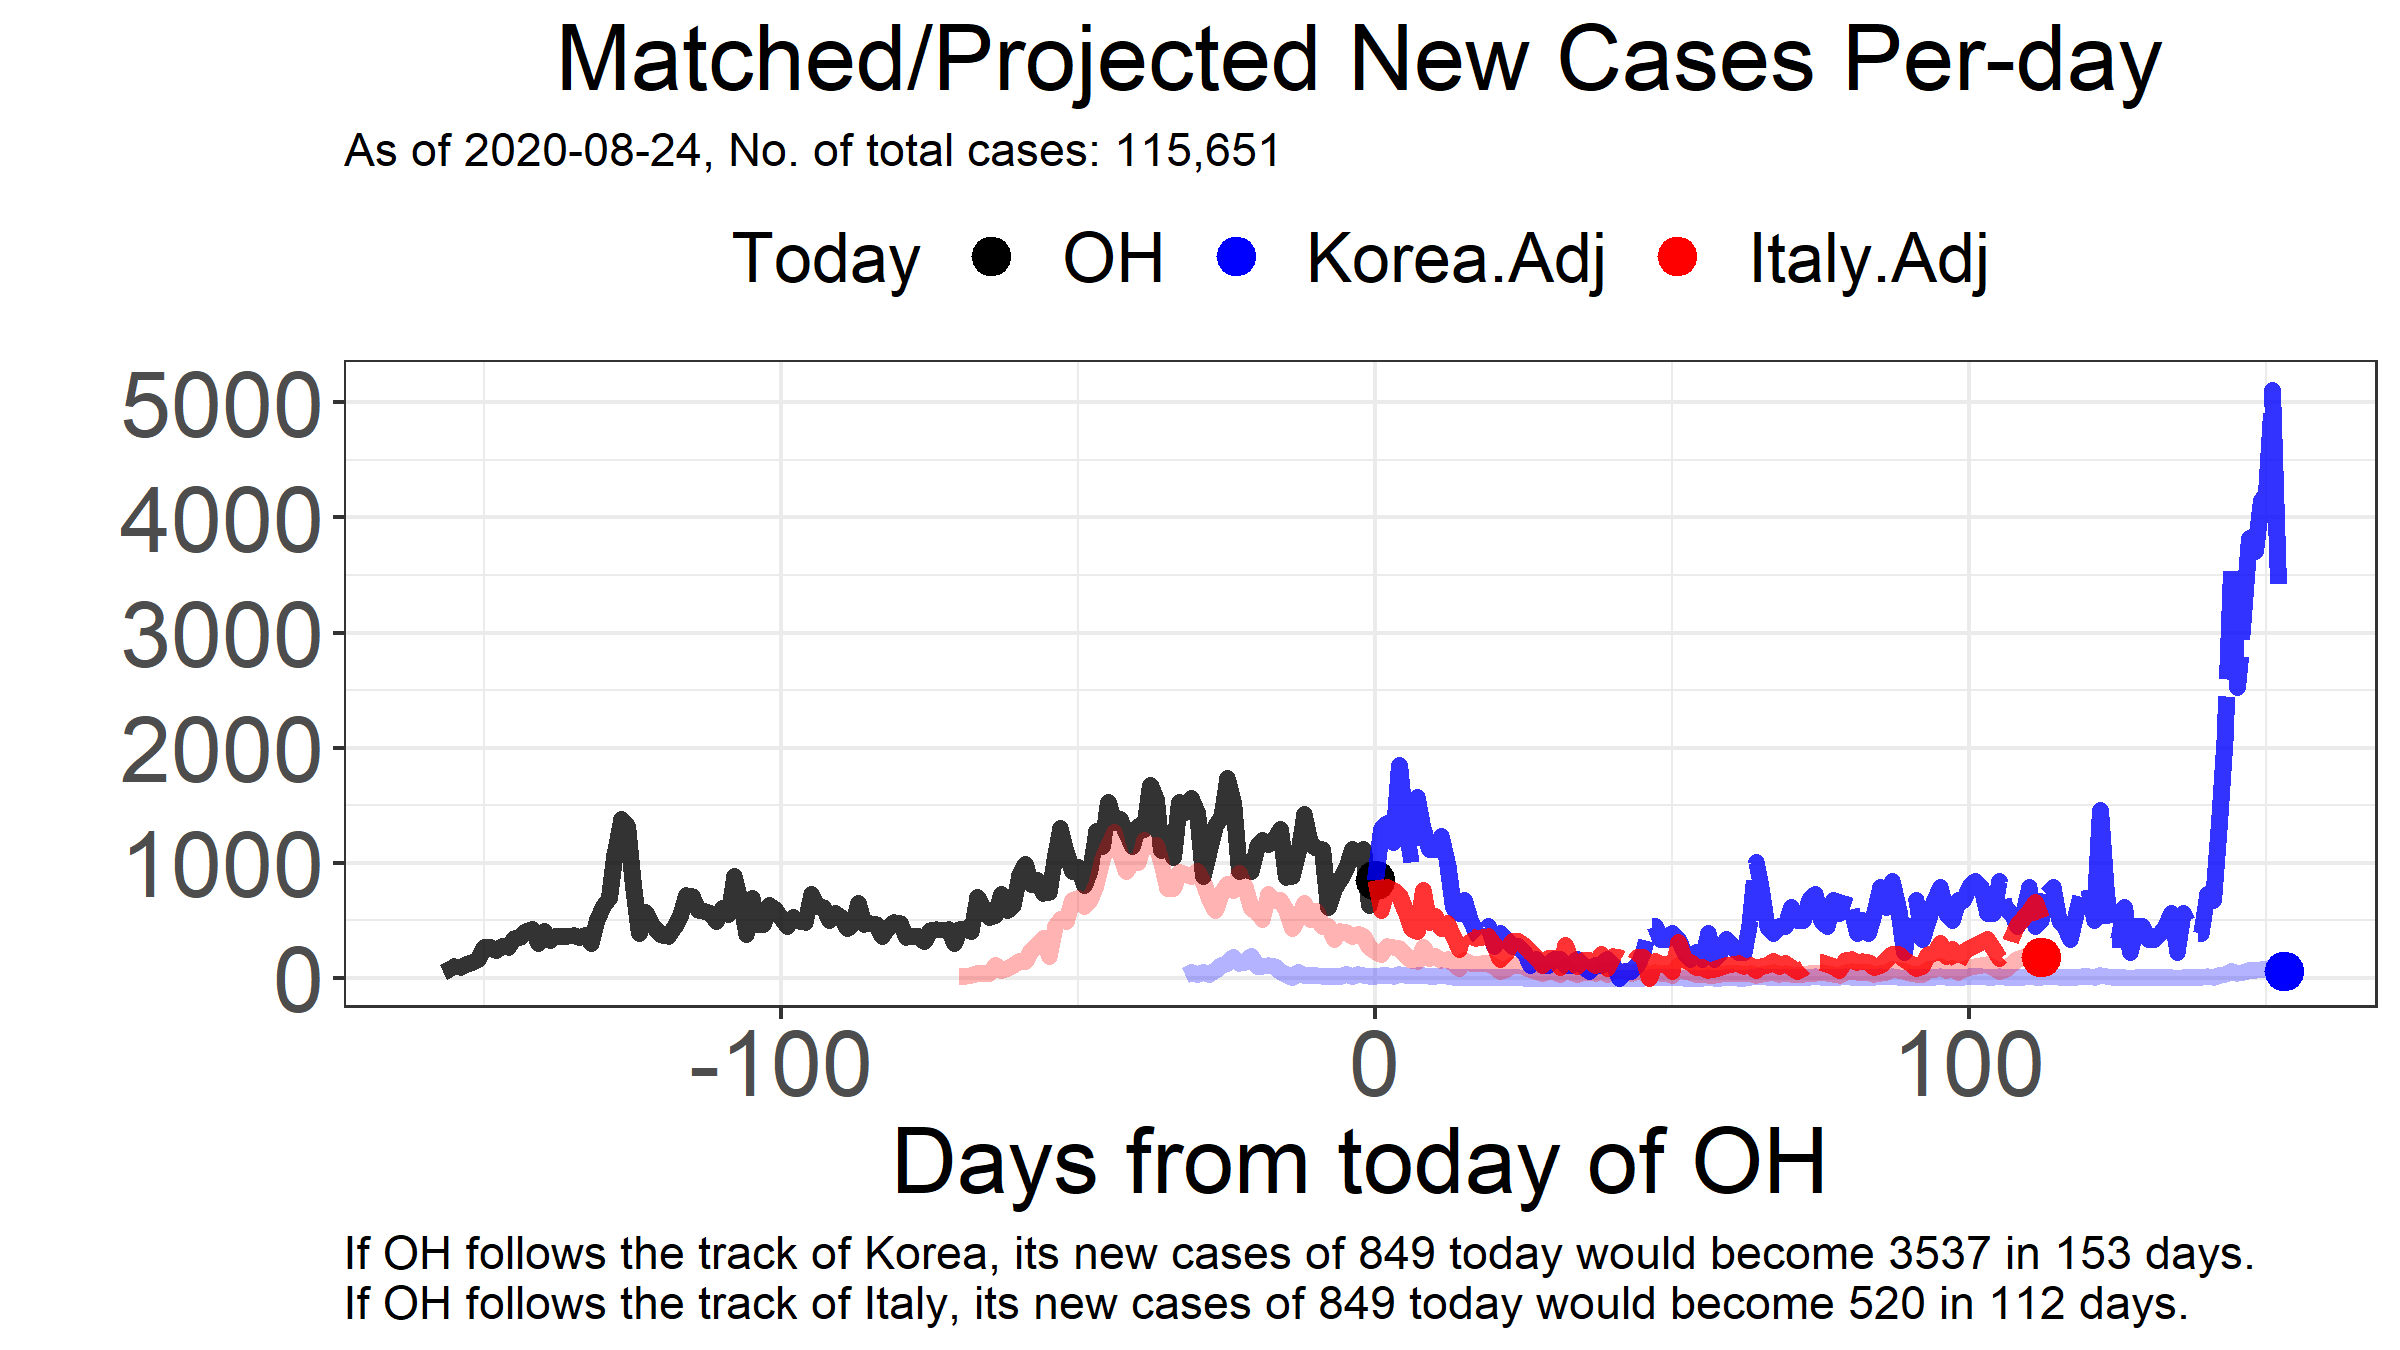 Matched/Projected New Cases Per-day
As of 2020-08-24, No. of total cases: 115,651
Today OH Korea.Adj Italy.Adj
5000
4000
3000
2000
1000
0
-100 0 100
Days from today of OH
If OH follows the track of Korea, its new cases of 849 today would become 3537 in 153 days.
If OH follows the track of Italy, its new cases of 849 today would become 520 in 112 days.